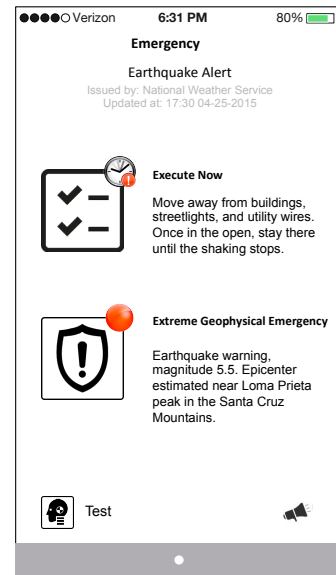 Verizon 6:31 PM 80%
Emergency
Earthquake Alert
Issued by: National Weather Service
Updated at: 17:30 04-25-2015
Execute Now
Move away from buildings,
streetlights, and utility wires.
Once in the open, stay there
until the shaking stops.
Extreme Geophysical Emergency
Earthquake warning,
magnitude 5.5. Epicenter
estimated near Loma Prieta
peak in the Santa Cruz
Mountains.
Test